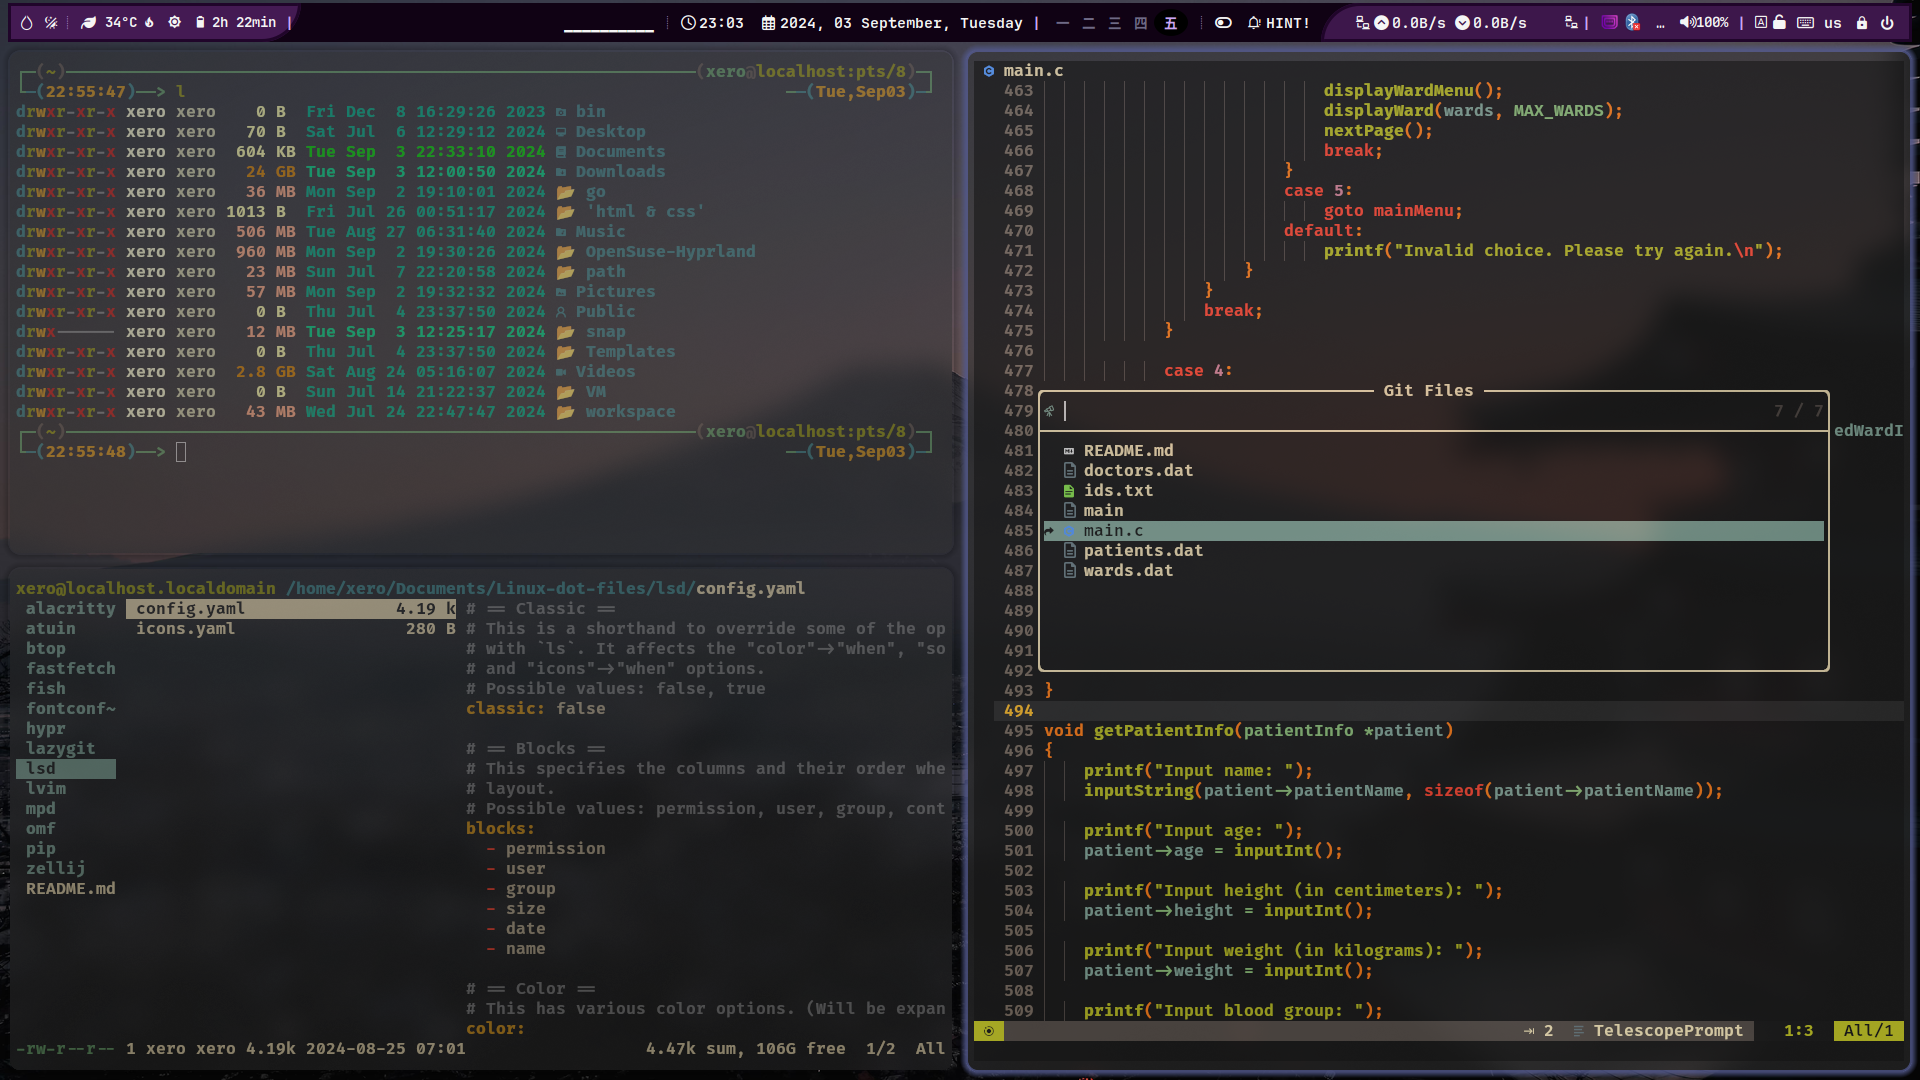 34°C 2h 22min |
23:03 2024, 03 September, Tuesday | 一 二 三 四 五 HINT!
0.0B/s 0.0B/s | … 100% | A us
(~) (xero@localhost:pts/8)
(22:55:47)──> l (Tue,Sep03)
drwxr-xr-x xero xero 0 B Fri Dec 8 16:29:26 2023 bin
drwxr-xr-x xero xero 70 B Sat Jul 6 12:29:12 2024 Desktop
drwxr-xr-x xero xero 604 KB Tue Sep 3 22:33:10 2024 Documents
drwxr-xr-x xero xero 24 GB Tue Sep 3 12:00:50 2024 Downloads
drwxr-xr-x xero xero 36 MB Mon Sep 2 19:10:01 2024 go
drwxr-xr-x xero xero 1013 B Fri Jul 26 00:51:17 2024 'html & css'
drwxr-xr-x xero xero 506 MB Tue Aug 27 06:31:40 2024 Music
drwxr-xr-x xero xero 960 MB Mon Sep 2 19:30:26 2024 OpenSuse-Hyprland
drwxr-xr-x xero xero 23 MB Sun Jul 7 22:20:58 2024 path
drwxr-xr-x xero xero 57 MB Mon Sep 2 19:32:32 2024 Pictures
drwxr-xr-x xero xero 0 B Thu Jul 4 23:37:50 2024 Public
drwx------ xero xero 12 MB Tue Sep 3 12:25:17 2024 snap
drwxr-xr-x xero xero 0 B Thu Jul 4 23:37:50 2024 Templates
drwxr-xr-x xero xero 2.8 GB Sat Aug 24 05:16:07 2024 Videos
drwxr-xr-x xero xero 0 B Sun Jul 14 21:22:37 2024 VM
drwxr-xr-x xero xero 43 MB Wed Jul 24 22:47:47 2024 workspace
(~) (xero@localhost:pts/8)
(22:55:48)──> (Tue,Sep03)
xero@localhost.localdomain /home/xero/Documents/Linux-dot-files/lsd/config.yaml
alacritty config.yaml 4.19 k # == Classic ==
atuin icons.yaml 280 B # This is a shorthand to override some of the op
btop # with `ls`. It affects the "color"->"when", "so
fastfetch # and "icons"->"when" options.
fish # Possible values: false, true
fontconf~ classic: false
hypr
lazygit # == Blocks ==
lsd # This specifies the columns and their order whe
lvim # layout.
mpd # Possible values: permission, user, group, cont
omf blocks:
pip - permission
zellij - user
README.md - group
- size
- date
- name
# == Color ==
# This has various color options. (Will be expan
color:
-rw-r--r-- 1 xero xero 4.19k 2024-08-25 07:01 4.47k sum, 106G free 1/2 All
main.c
463 displayWardMenu();
464 displayWard(wards, MAX_WARDS);
465 nextPage();
466 break;
467 }
468 case 5:
469 goto mainMenu;
470 default:
471 printf("Invalid choice. Please try again.\n");
472 }
473 }
474 break;
475 }
476
477 case 4:
478 Git Files
479 7 / 7
480 edWardI
481 README.md
482 doctors.dat
483 ids.txt
484 main
485 main.c
486 patients.dat
487 wards.dat
488
489
490
491
492
493 }
494
495 void getPatientInfo(patientInfo *patient)
496 {
497 printf("Input name: ");
498 inputString(patient->patientName, sizeof(patient->patientName));
499
500 printf("Input age: ");
501 patient->age = inputInt();
502
503 printf("Input height (in centimeters): ");
504 patient->height = inputInt();
505
506 printf("Input weight (in kilograms): ");
507 patient->weight = inputInt();
508
509 printf("Input blood group: ");
2 TelescopePrompt 1:3 All/1